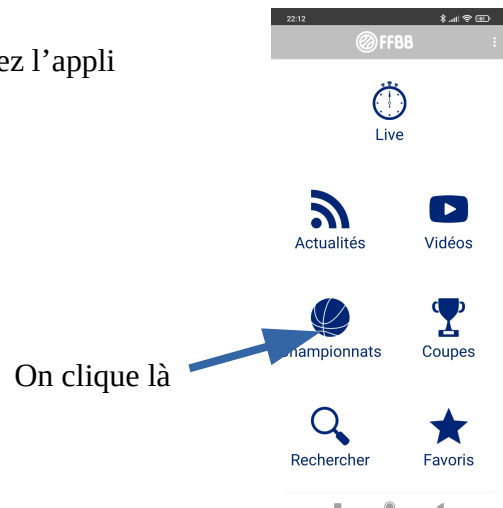 22:12
FFBB
ez l’appli
Live
Actualités Vidéos
hampionnats Coupes
On clique là
Rechercher Favoris